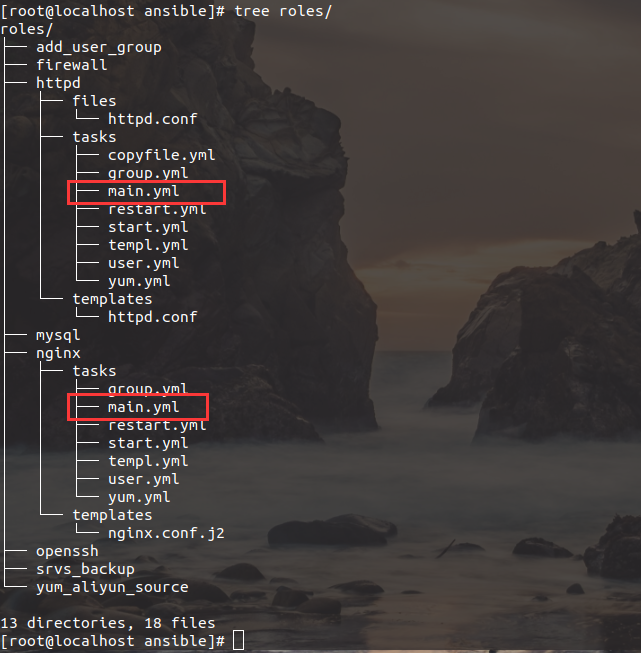 [root@localhost ansible]# tree roles/
roles/
├── add_user_group
├── firewall
├── httpd
│   ├── files
│   │   └── httpd.conf
│   ├── tasks
│   │   ├── copyfile.yml
│   │   ├── group.yml
│   │   ├── main.yml
│   │   ├── restart.yml
│   │   ├── start.yml
│   │   ├── templ.yml
│   │   ├── user.yml
│   │   └── yum.yml
│   └── templates
│       └── httpd.conf
├── mysql
├── nginx
│   ├── tasks
│   │   ├── group.yml
│   │   ├── main.yml
│   │   ├── restart.yml
│   │   ├── start.yml
│   │   ├── templ.yml
│   │   ├── user.yml
│   │   └── yum.yml
│   └── templates
│       └── nginx.conf.j2
├── openssh
├── srvs_backup
└── yum_aliyun_source
13 directories, 18 files
[root@localhost ansible]#